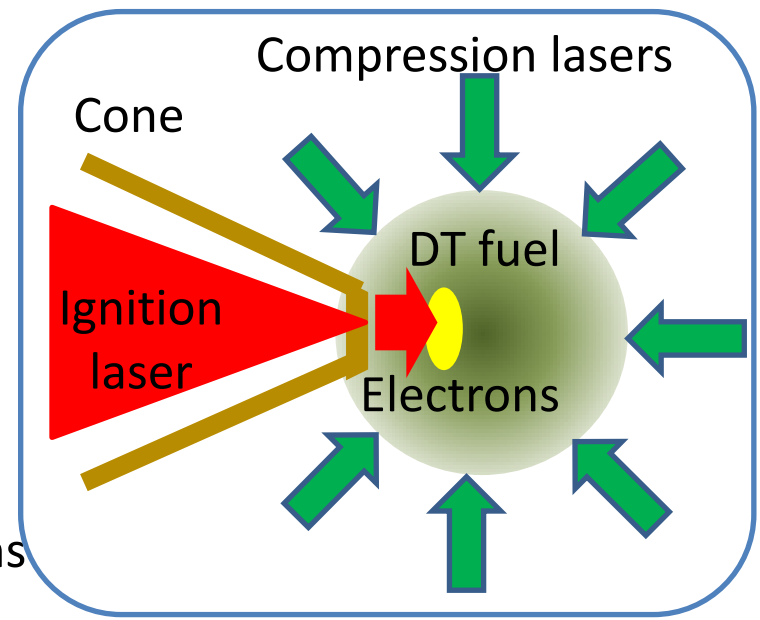 Compression lasers
Cone
DT fuel
Ignition
laser
Electrons